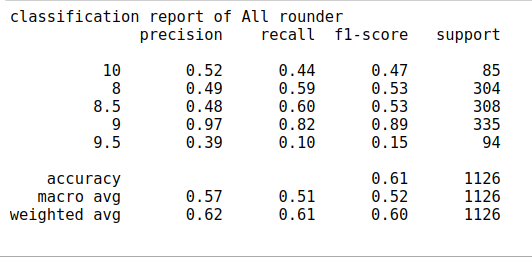 classification report of All rounder
precision recall f1-score support
10 0.52 0.44 0.47 85
8 0.49 0.59 0.53 304
8.5 0.48 0.60 0.53 308
9 0.97 0.82 0.89 335
9.5 0.39 0.10 0.15 94
accuracy 0.61 1126
macro avg 0.57 0.51 0.52 1126
weighted avg 0.62 0.61 0.60 1126